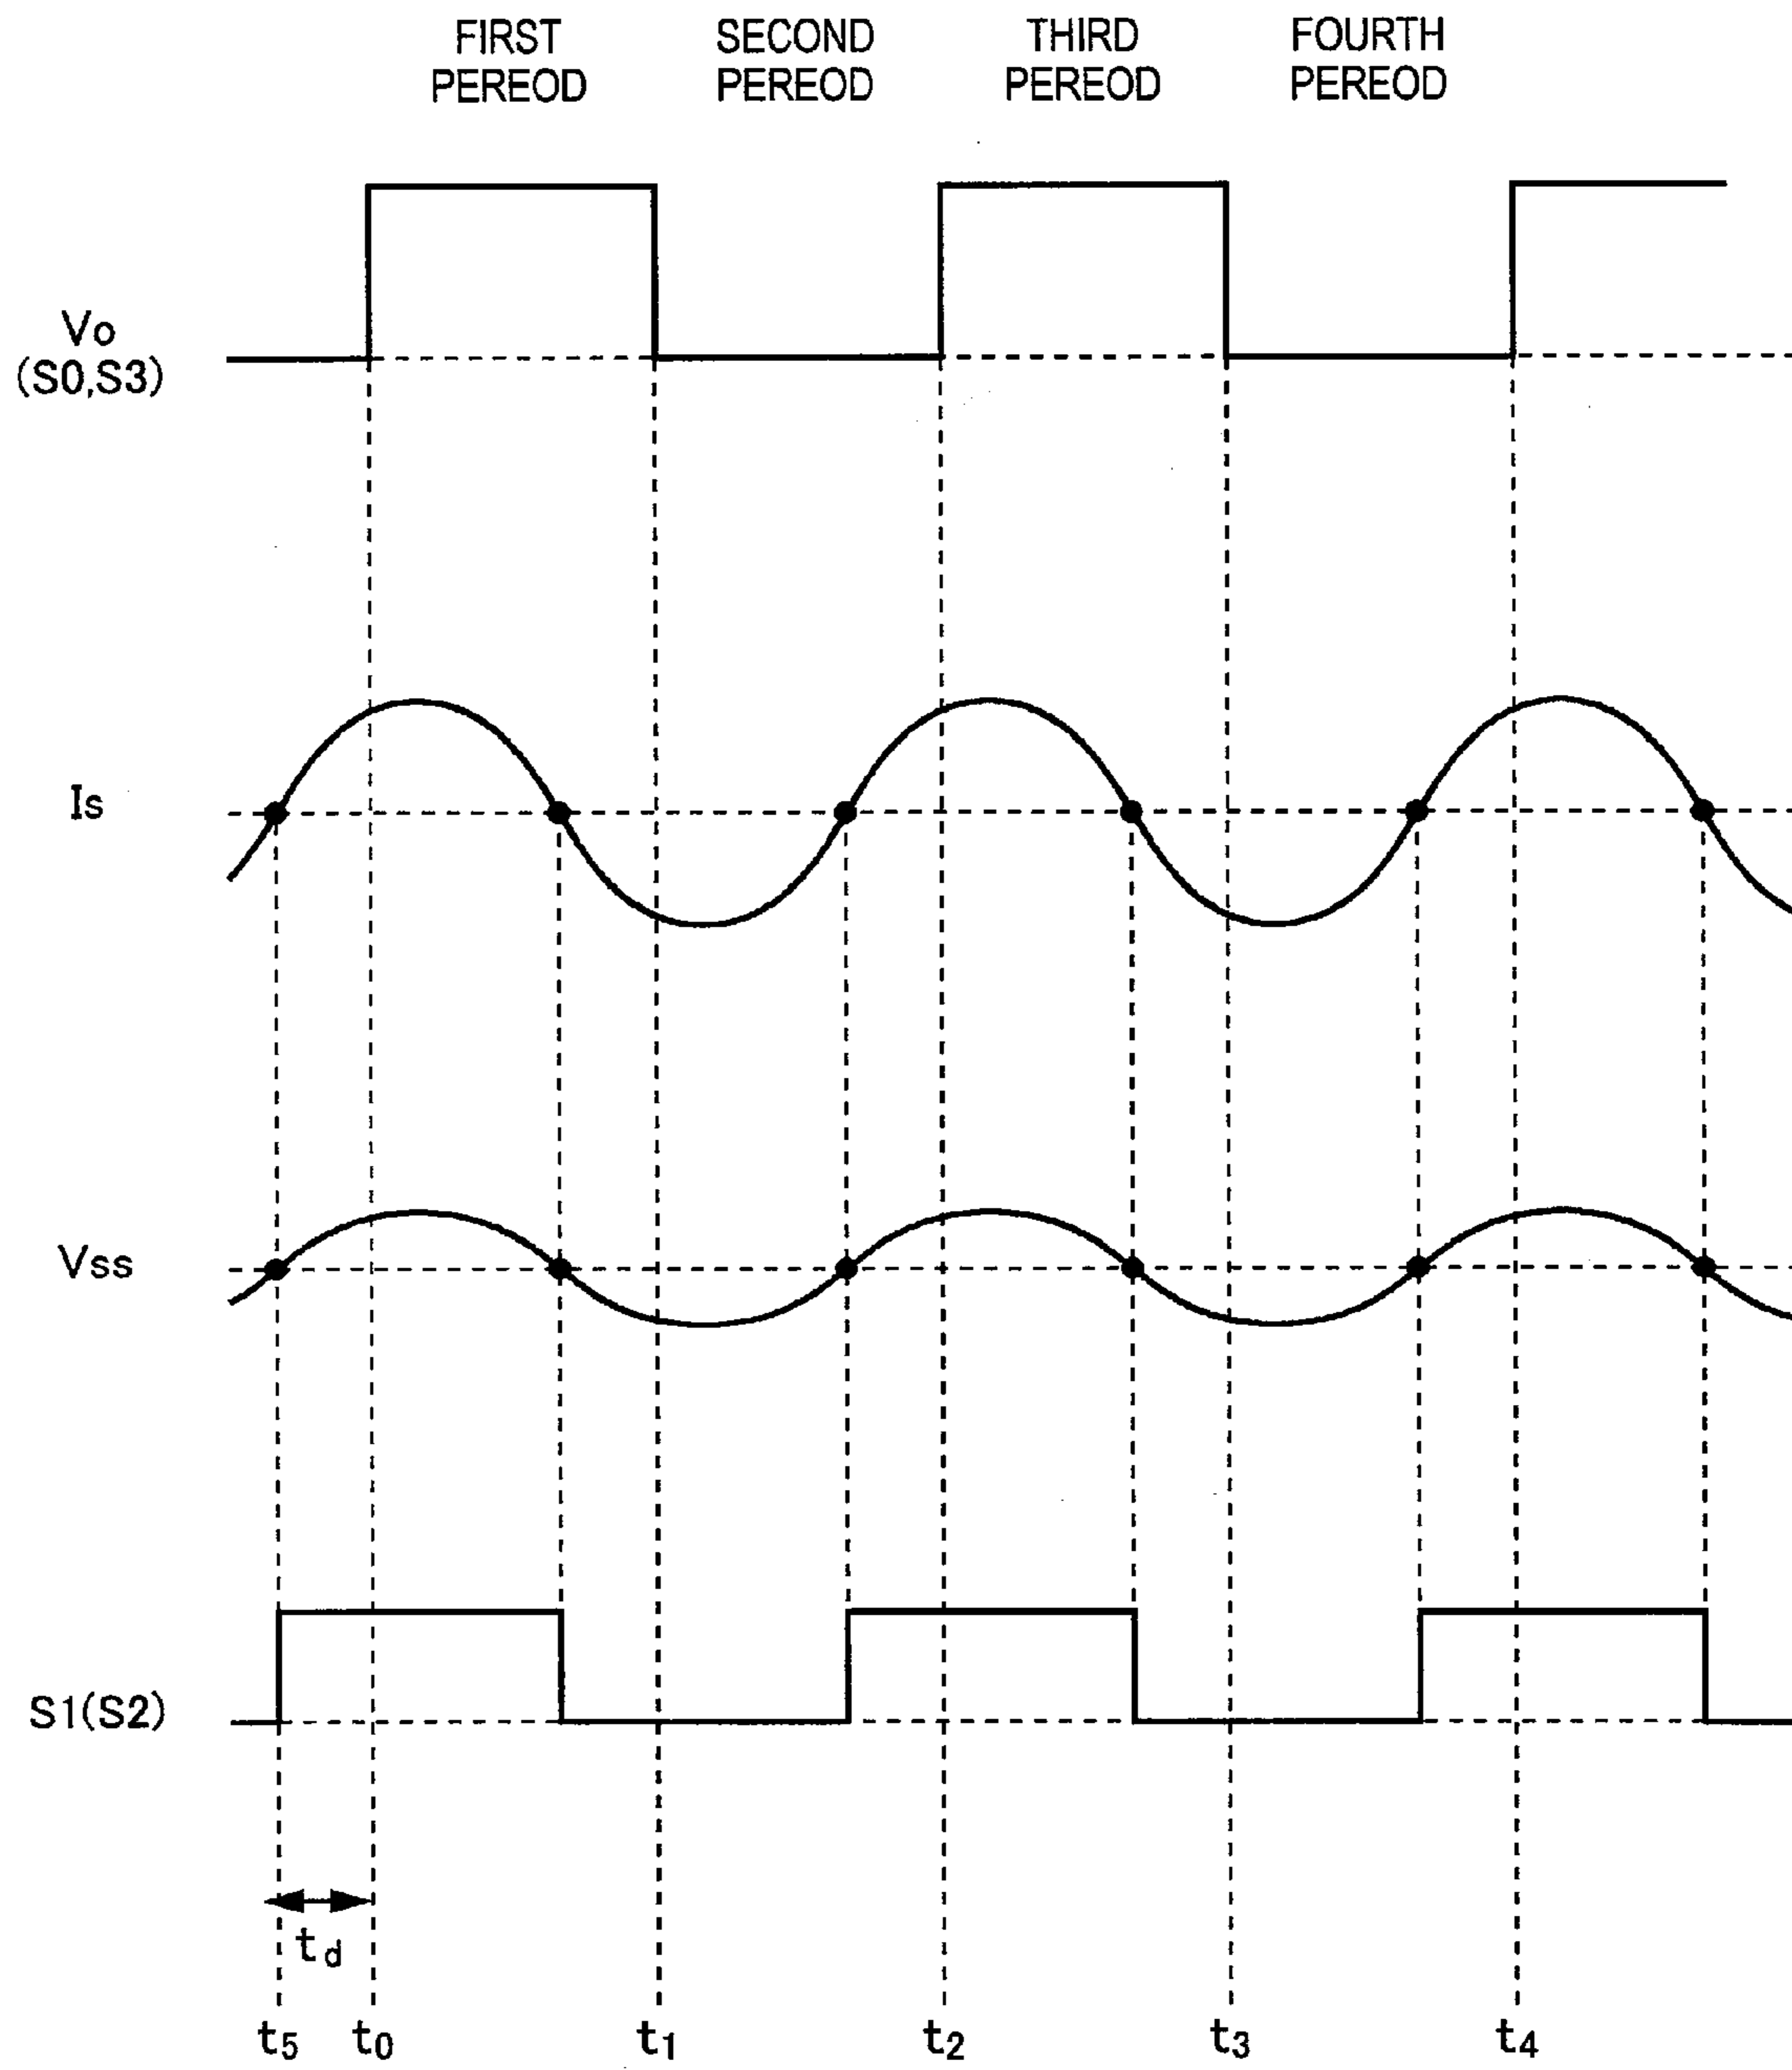 FIRST
PEREOD
SECOND
PEREOD
THIRD
PEREOD
FOURTH
PEREOD
Vo
(S0,S3)
Is
Vss
S1(S2)
td
t5
t0
t1
t2
t3
t4